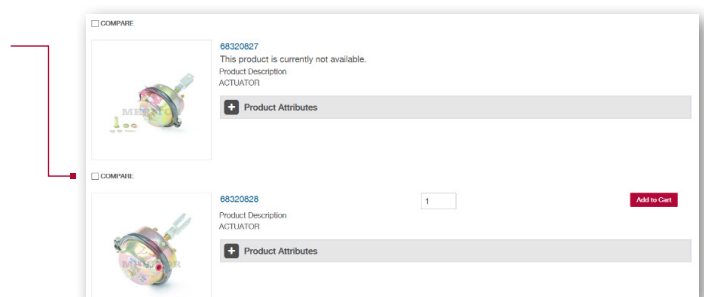 COMPARE
68320827
This product is currently not available.
Product Description
ACTUATOR
Product Attributes
COMPARE
68320828
1
Add to Cart
Product Description
ACTUATOR
Product Attributes